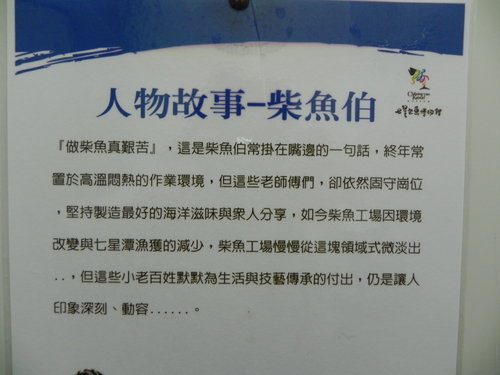 人物故事-柴魚伯
『做柴魚真艱苦』，這是柴魚伯常掛在嘴邊的一句話，終年常
置於高溫悶熱的作業環境，但這些老師傅們，卻依然固守崗位
，堅持製造最好的海洋滋味與眾人分享，如今柴魚工場因環境
改變與七星潭漁獲的減少，柴魚工場慢慢從這塊領域式微淡出
..，但這些小老百姓默默為生活與技藝傳承的付出，仍是讓人
印象深刻、動容......。